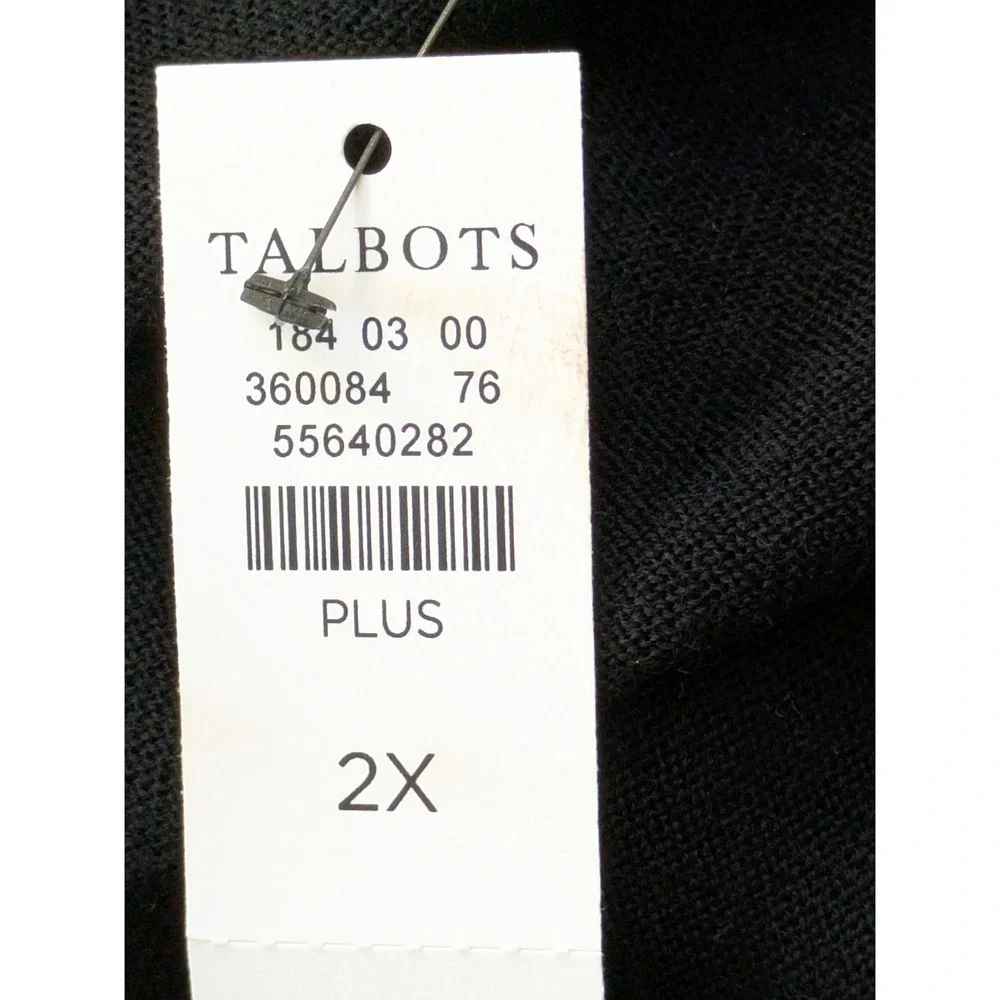 TALBOTS
184 03 00
360084 76
55640282
PLUS
2X